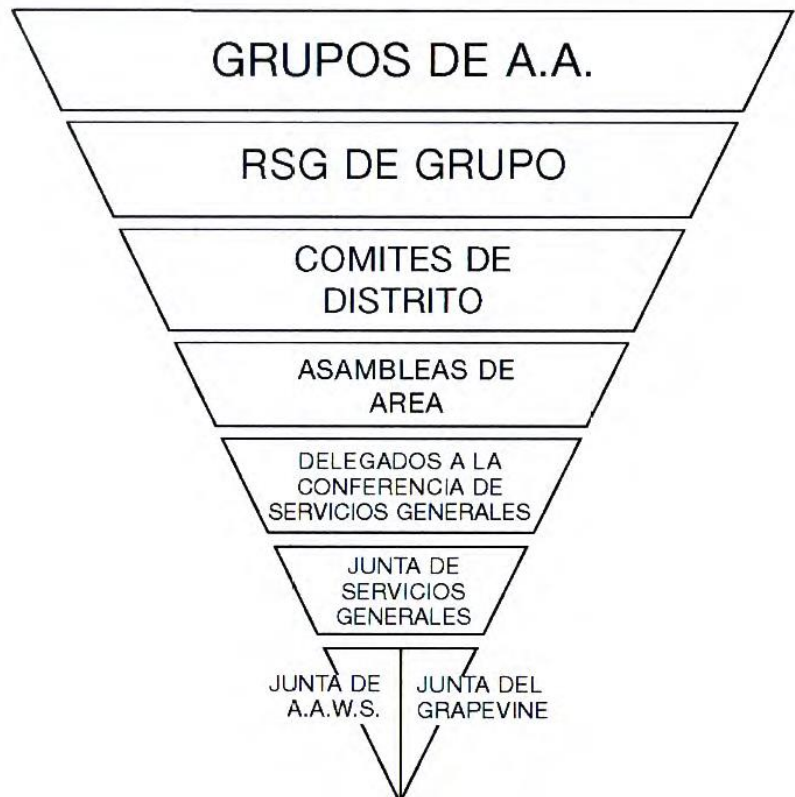 GRUPOS DE A.A.
RSG DE GRUPO
COMITES DE
DISTRITO
ASAMBLEAS DE
AREA
DELEGADOS A LA
CONFERENCIA DE
SERVICIOS GENERALES
JUNTA DE
SERVICIOS
GENERALES
JUNTA DE
A.A.W.S.
JUNTA DEL
GRAPEVINE